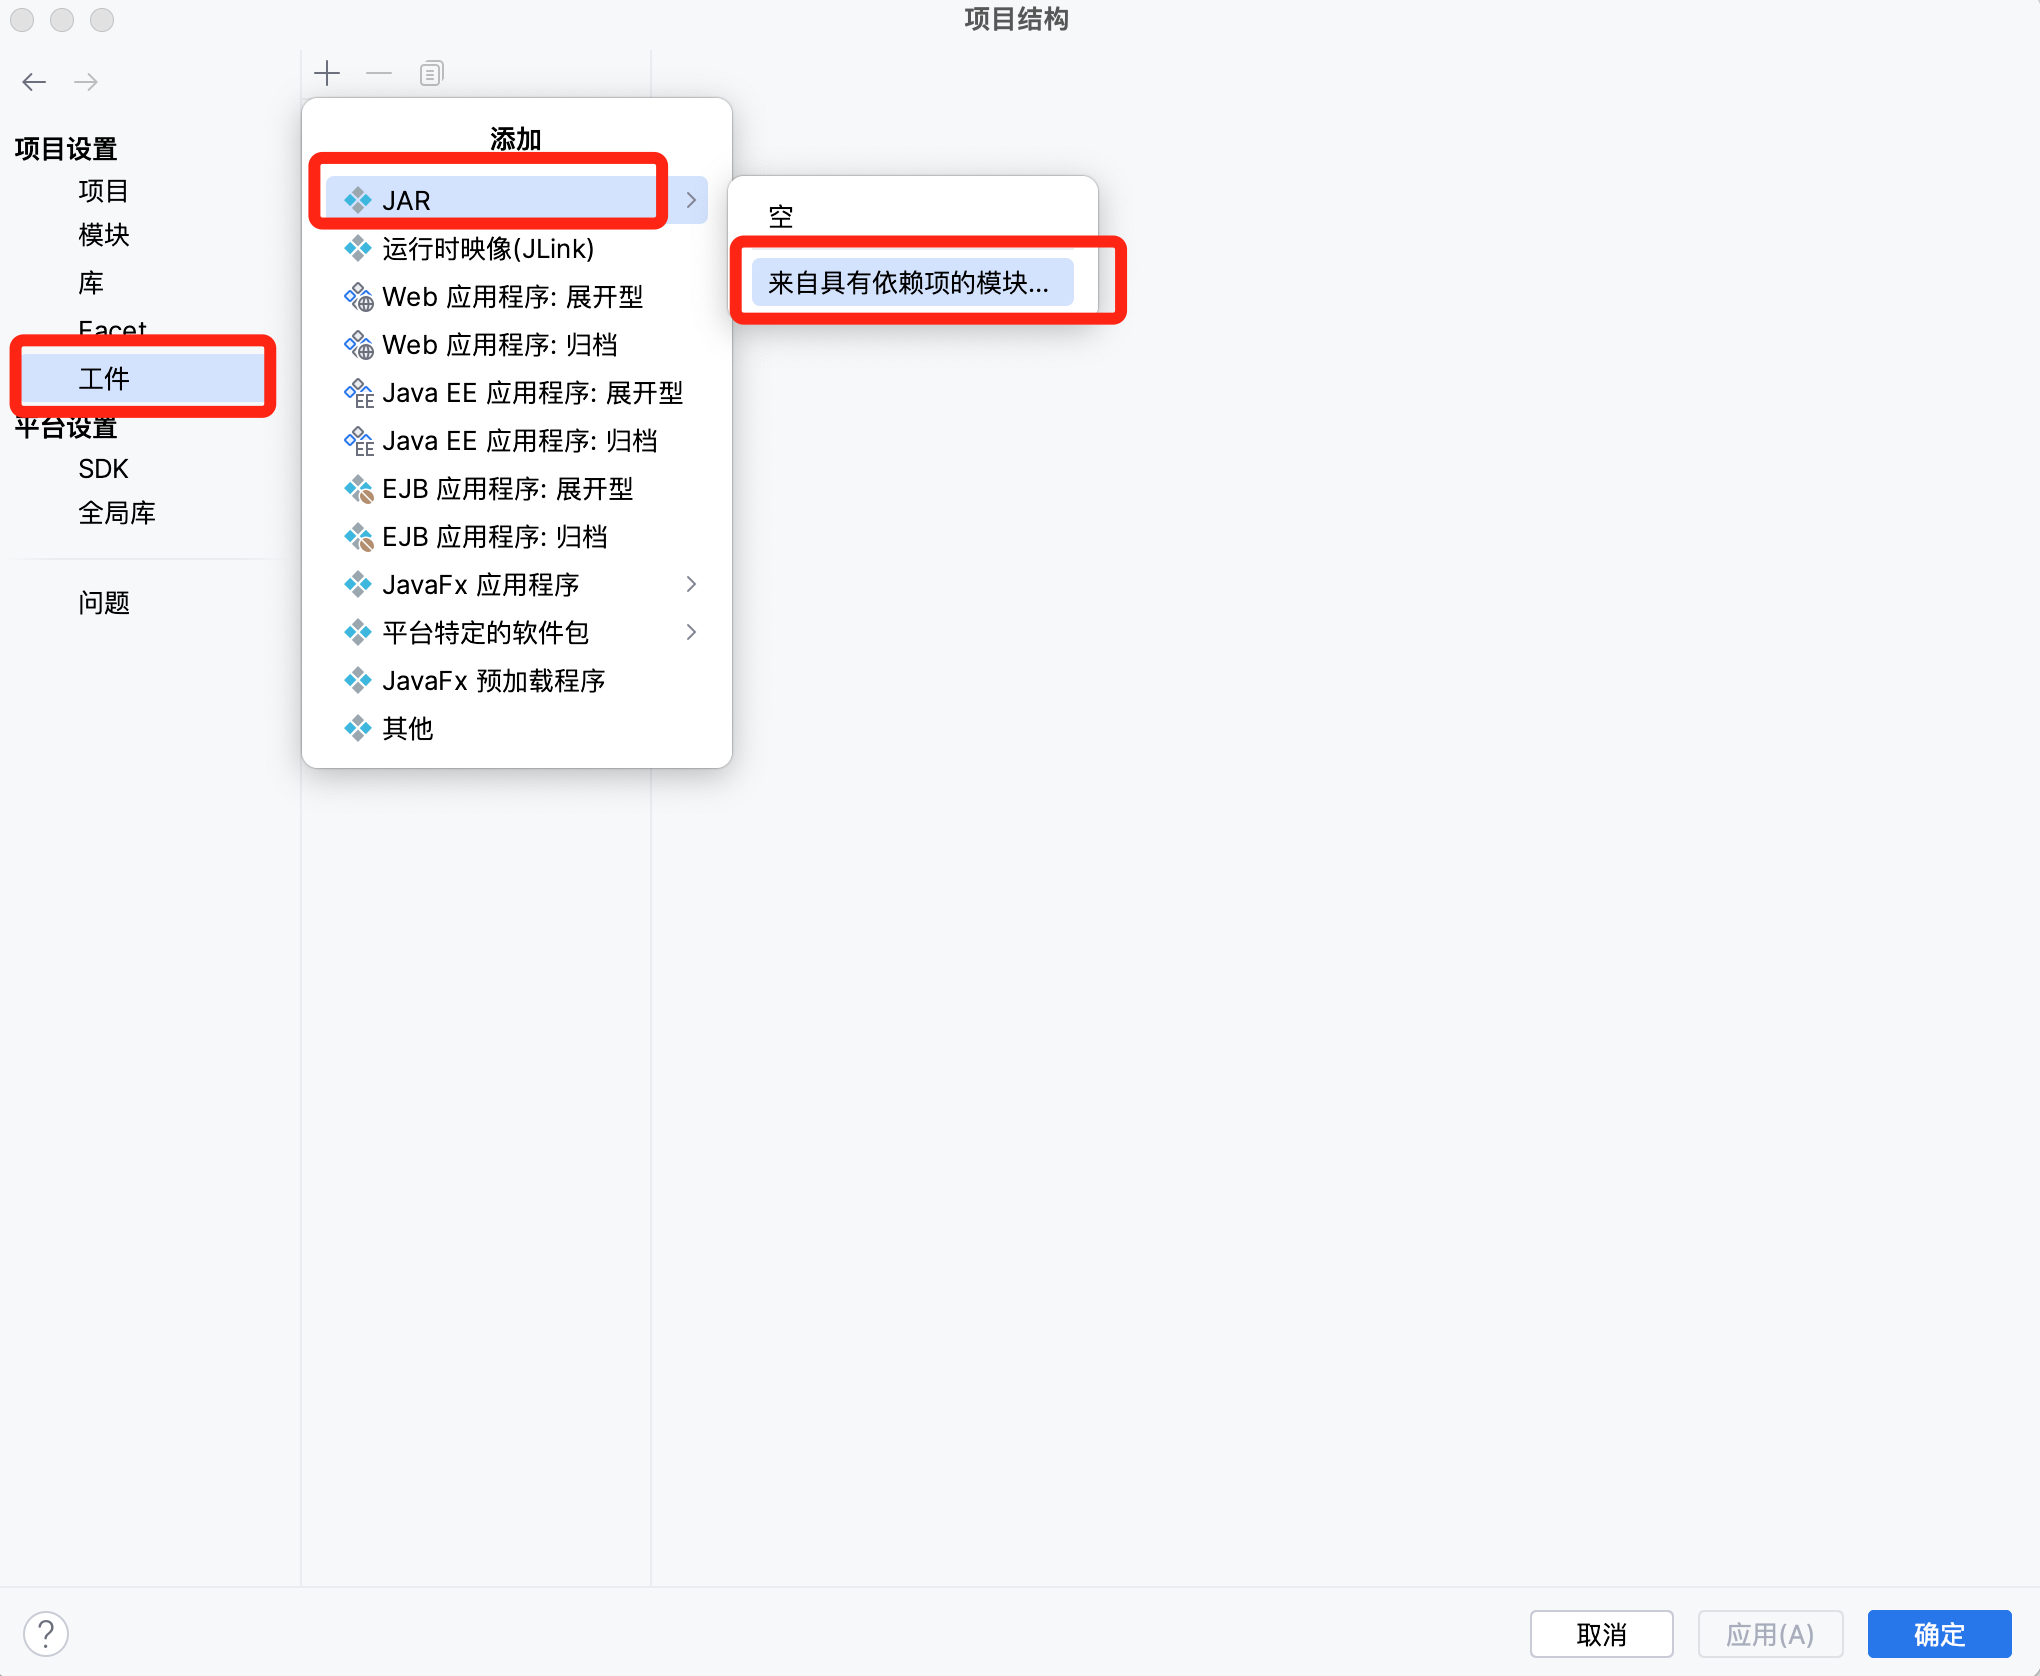 项目结构
项目设置
项目
模块
库
Facet
工件
平台设置
SDK
全局库
问题
添加
JAR
运行时映像(JLink)
Web 应用程序: 展开型
Web 应用程序: 归档
Java EE 应用程序: 展开型
Java EE 应用程序: 归档
EJB 应用程序: 展开型
EJB 应用程序: 归档
JavaFx 应用程序
平台特定的软件包
JavaFx 预加载程序
其他
空
来自具有依赖项的模块...
?
取消
应用(A)
确定